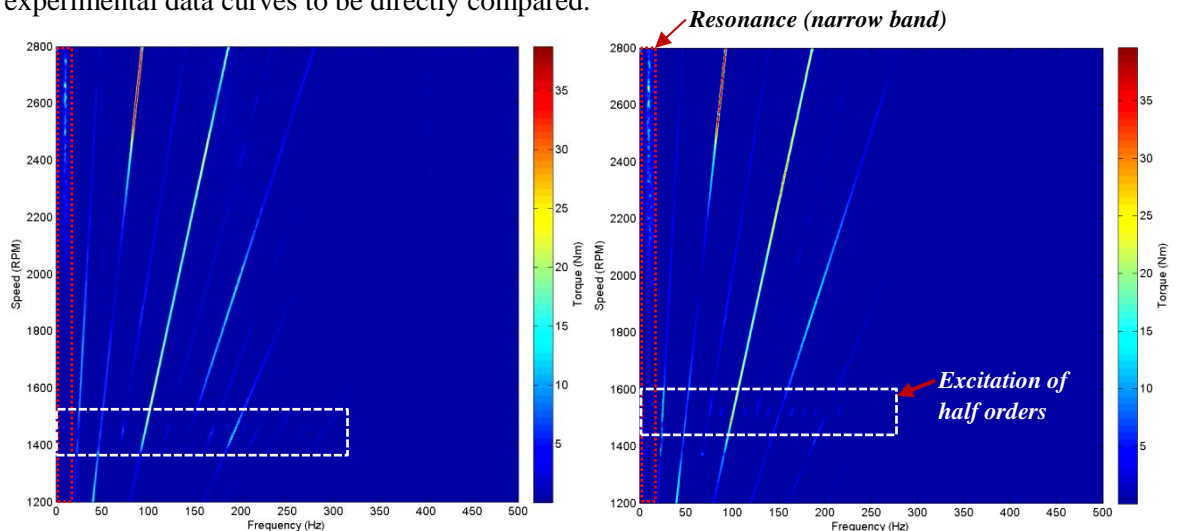 experimental data curves to be directly compared.
Resonance (narrow band)
2800
2600
2400
2200
2000
1800
1600
1400
1200
Speed (RPM)
0 50 100 150 200 250 300 350 400 450 500
Frequency (Hz)
35
30
25
20
15
10
5
Torque (Nm)
2800
2600
2400
2200
2000
1800
1600
1400
1200
Speed (RPM)
0 50 100 150 200 250 300 350 400 450 500
Frequency (Hz)
35
30
25
20
15
10
5
Torque (Nm)
Excitation of
half orders